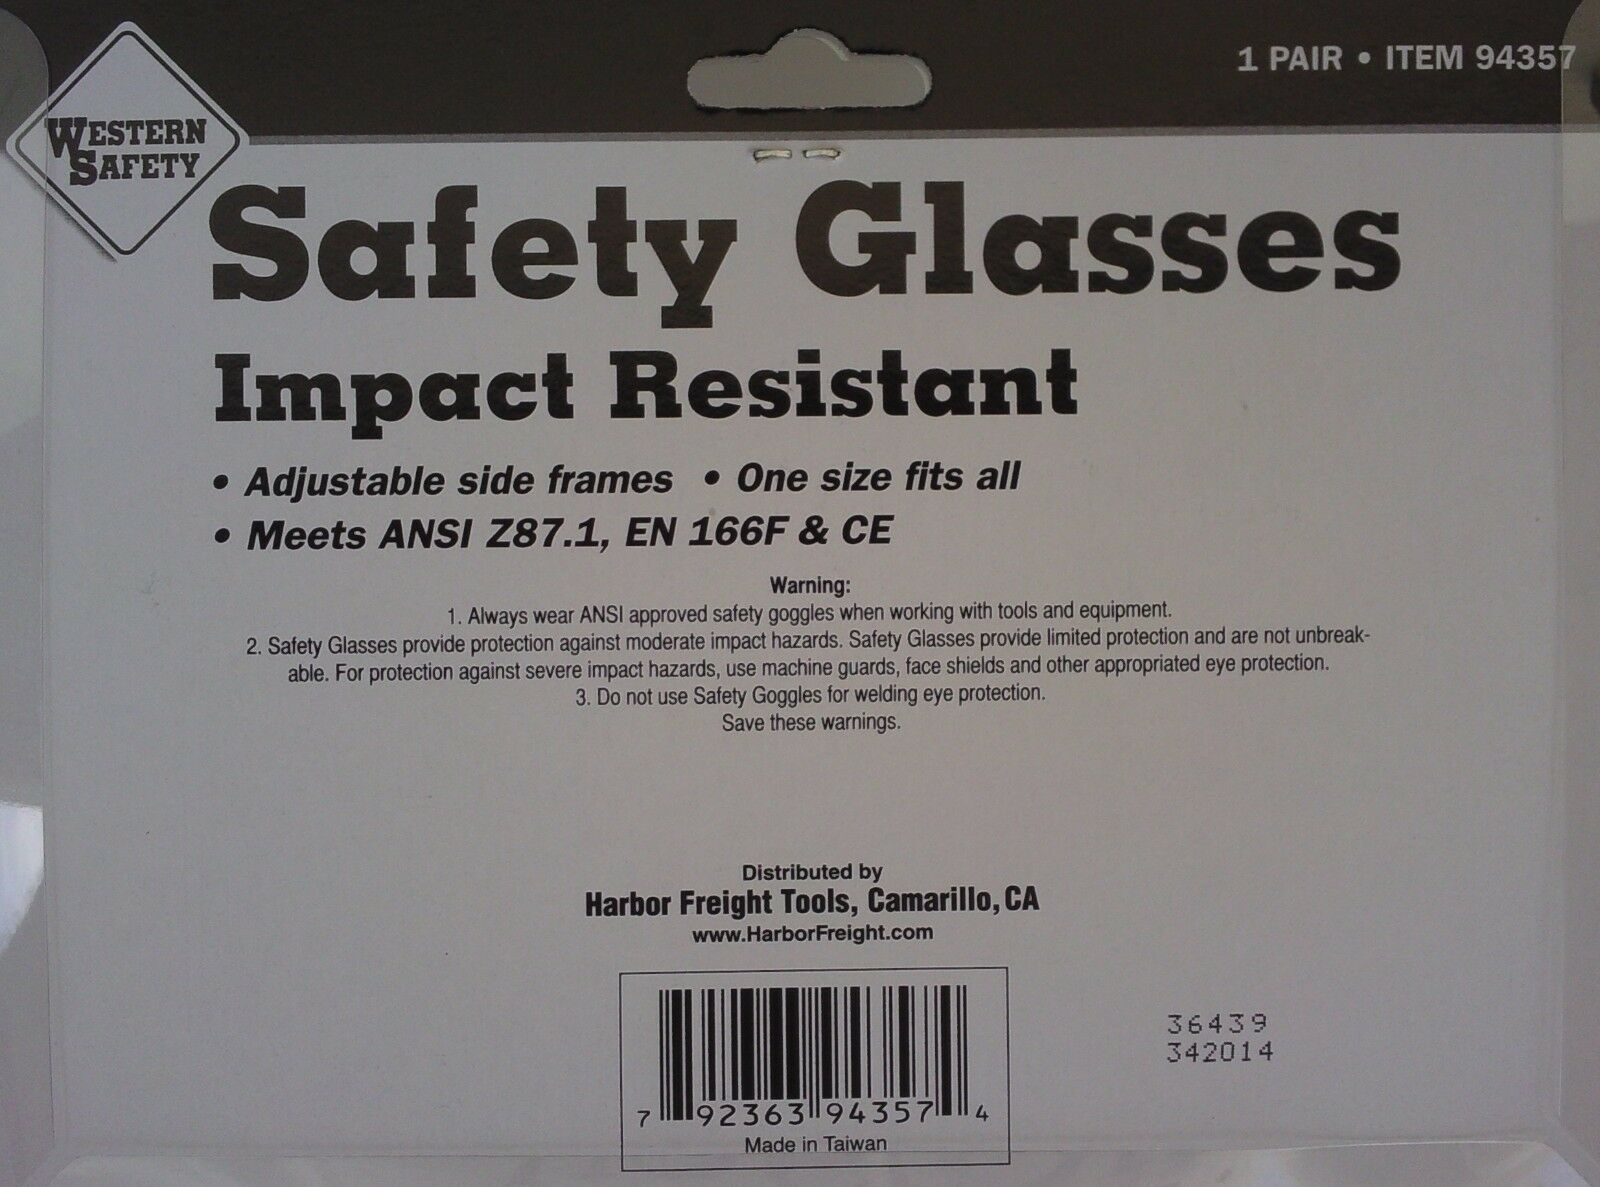 1 PAIR • ITEM 94357
WESTERN
SAFETY
Safety Glasses
Impact Resistant
• Adjustable side frames • One size fits all
• Meets ANSI Z87.1, EN 166F & CE
Warning:
1. Always wear ANSI approved safety goggles when working with tools and equipment.
2. Safety Glasses provide protection against moderate impact hazards. Safety Glasses provide limited protection and are not unbreak-
able. For protection against severe impact hazards, use machine guards, face shields and other appropriated eye protection.
3. Do not use Safety Goggles for welding eye protection.
Save these warnings.
Distributed by
Harbor Freight Tools, Camarillo, CA
www.HarborFreight.com
36439
342014
7 92363 94357 4
Made in Taiwan